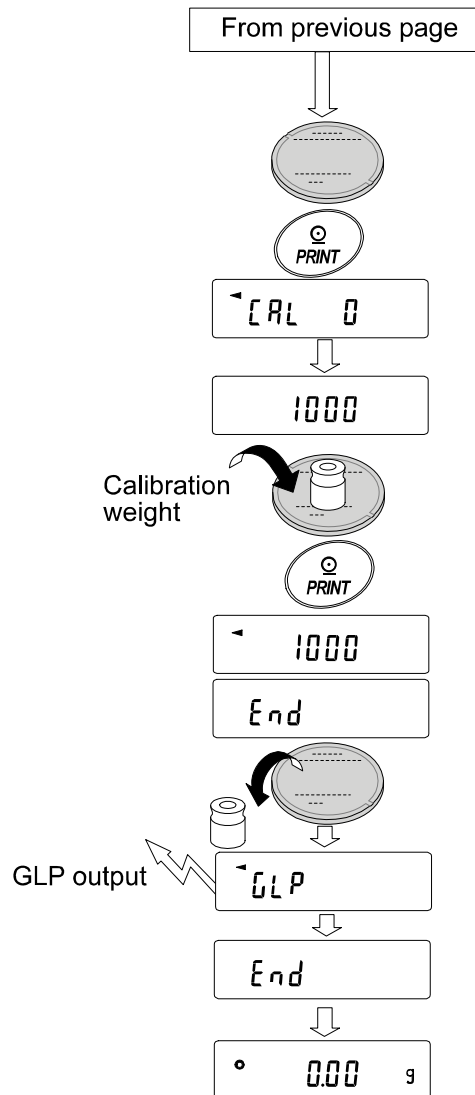 From previous page
PRINT
CAL 0
1000
Calibration
weight
PRINT
1000
End
GLP output
GLP
End
0.00 g